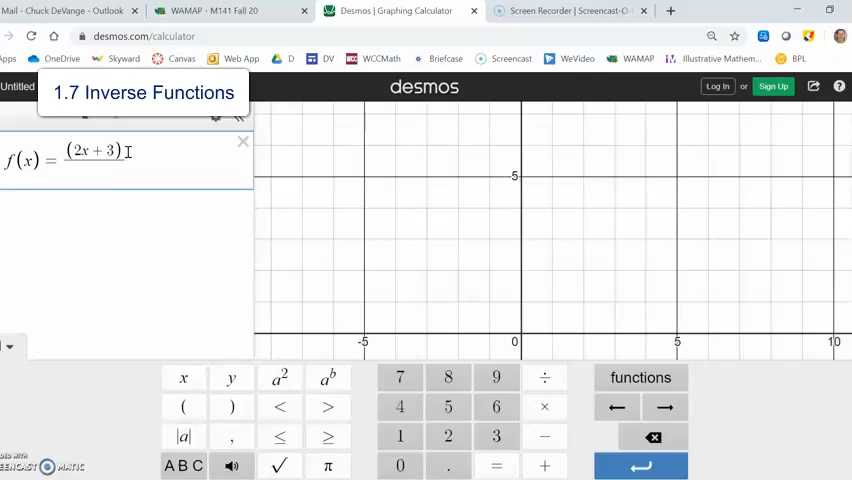 Mail - Chuck DeVange - Outlook × WAMAP - M141 Fall 20 × Desmos | Graphing Calculator × Screen Recorder | Screencast-O- × +
desmos.com/calculator
Apps OneDrive Skyward Canvas Web App D DV WCCMath Briefcase Screencast WeVideo WAMAP Illustrative Mathem... BPL
Untitled desmos Log In or Sign Up
1.7 Inverse Functions
f(x) = (2x + 3)
5
-5 0 5 10
x y a² aᵇ 7 8 9 ÷ functions
( ) < > 4 5 6 × ← →
|a| , ≤ ≥ 1 2 3 −
A B C √ π 0 . = +